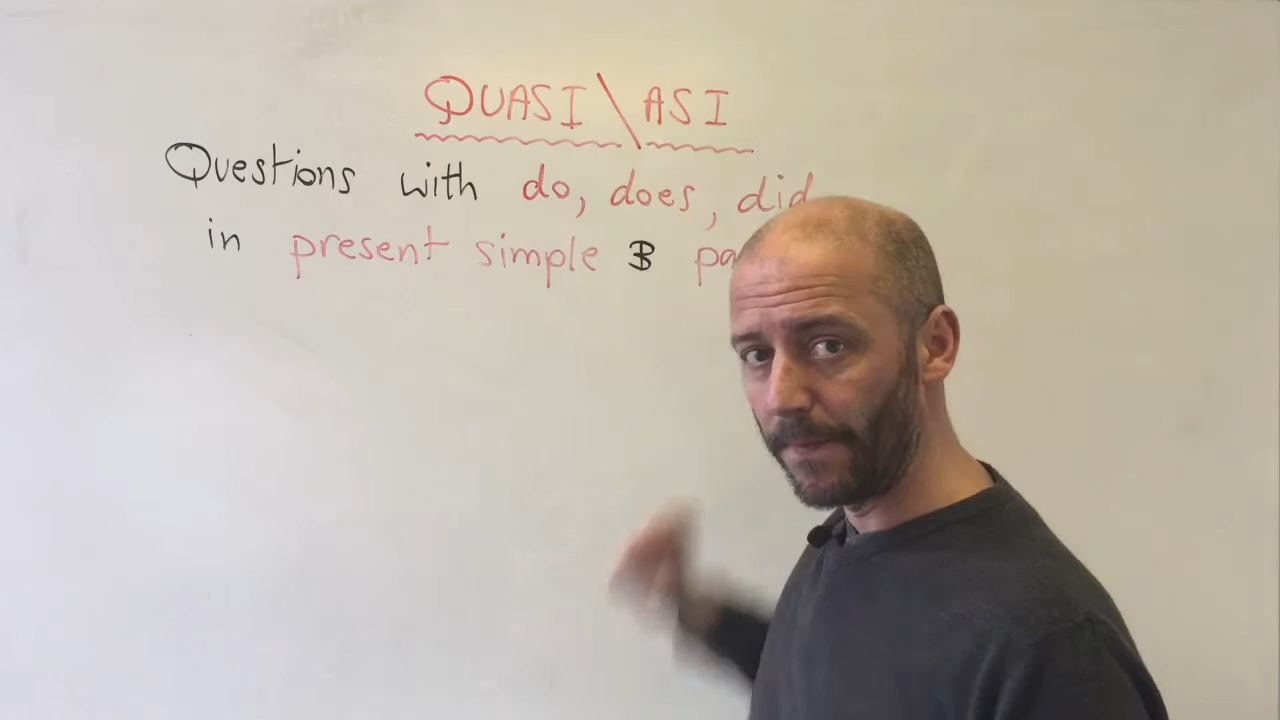 QUASI \ ASI
Questions with do, does, did
in present simple &